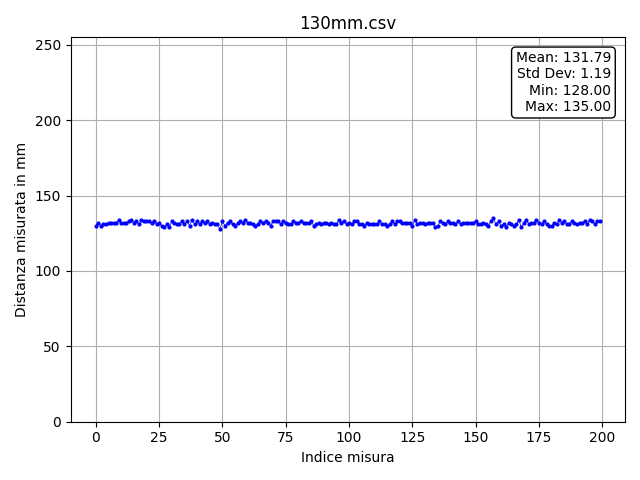 130mm.csv
Mean: 131.79
Std Dev: 1.19
Min: 128.00
Max: 135.00
Distanza misurata in mm
250
200
150
100
50
0
0 25 50 75 100 125 150 175 200
Indice misura